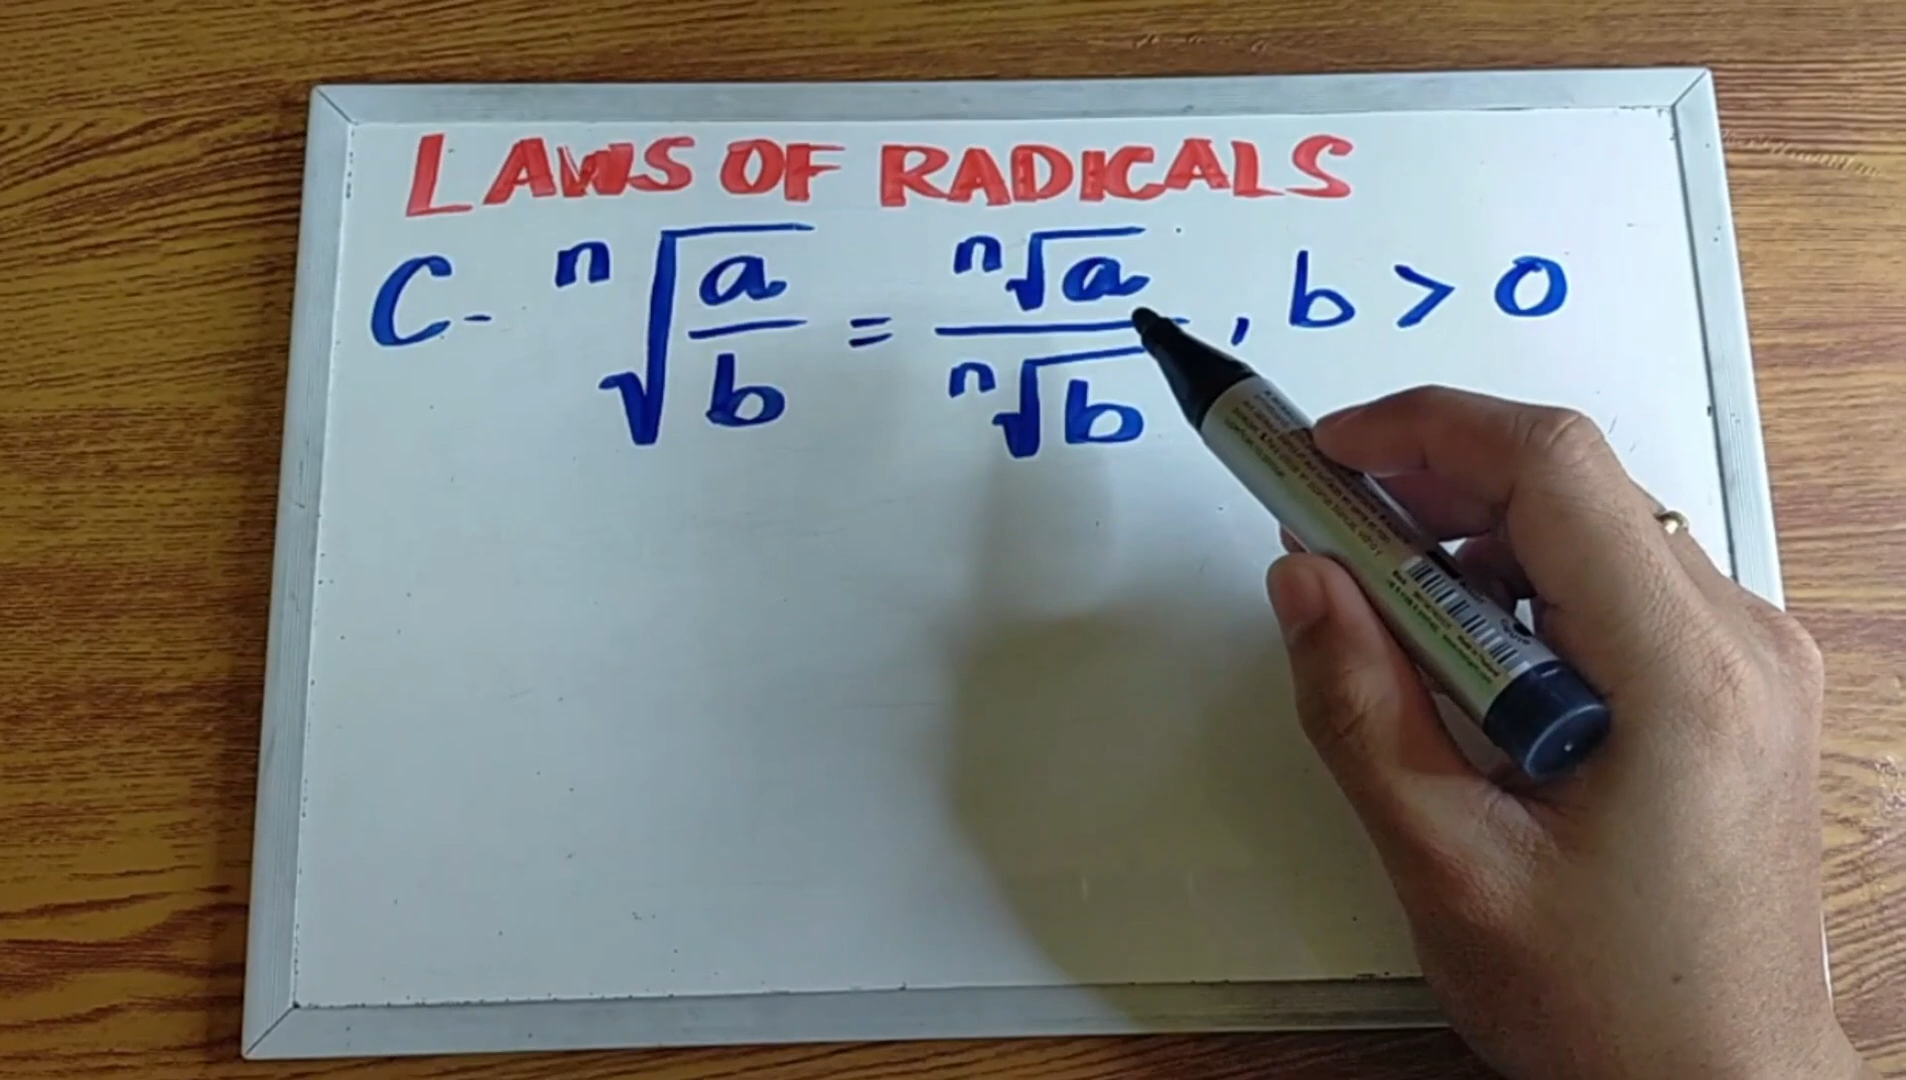 LAWS OF RADICALS
C- ⁿ√(a/b) = ⁿ√a / ⁿ√b , b > 0